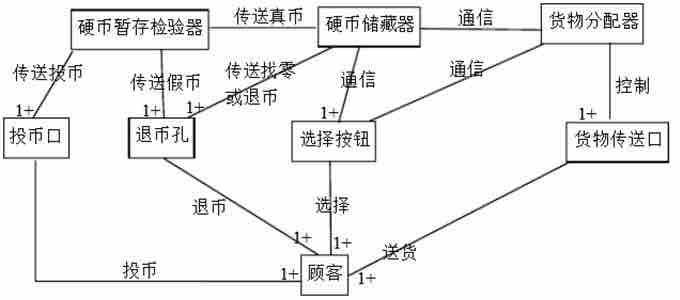 硬币暂存检验器
传送真币
硬币储藏器
通信
货物分配器
传送投币
传送假币
传送找零
或退币
通信
通信
控制
1+
1+
1+
1+
1+
投币口
退币孔
选择按钮
货物传送口
退币
选择
送货
1+
1+
投币
1+
顾客
1+